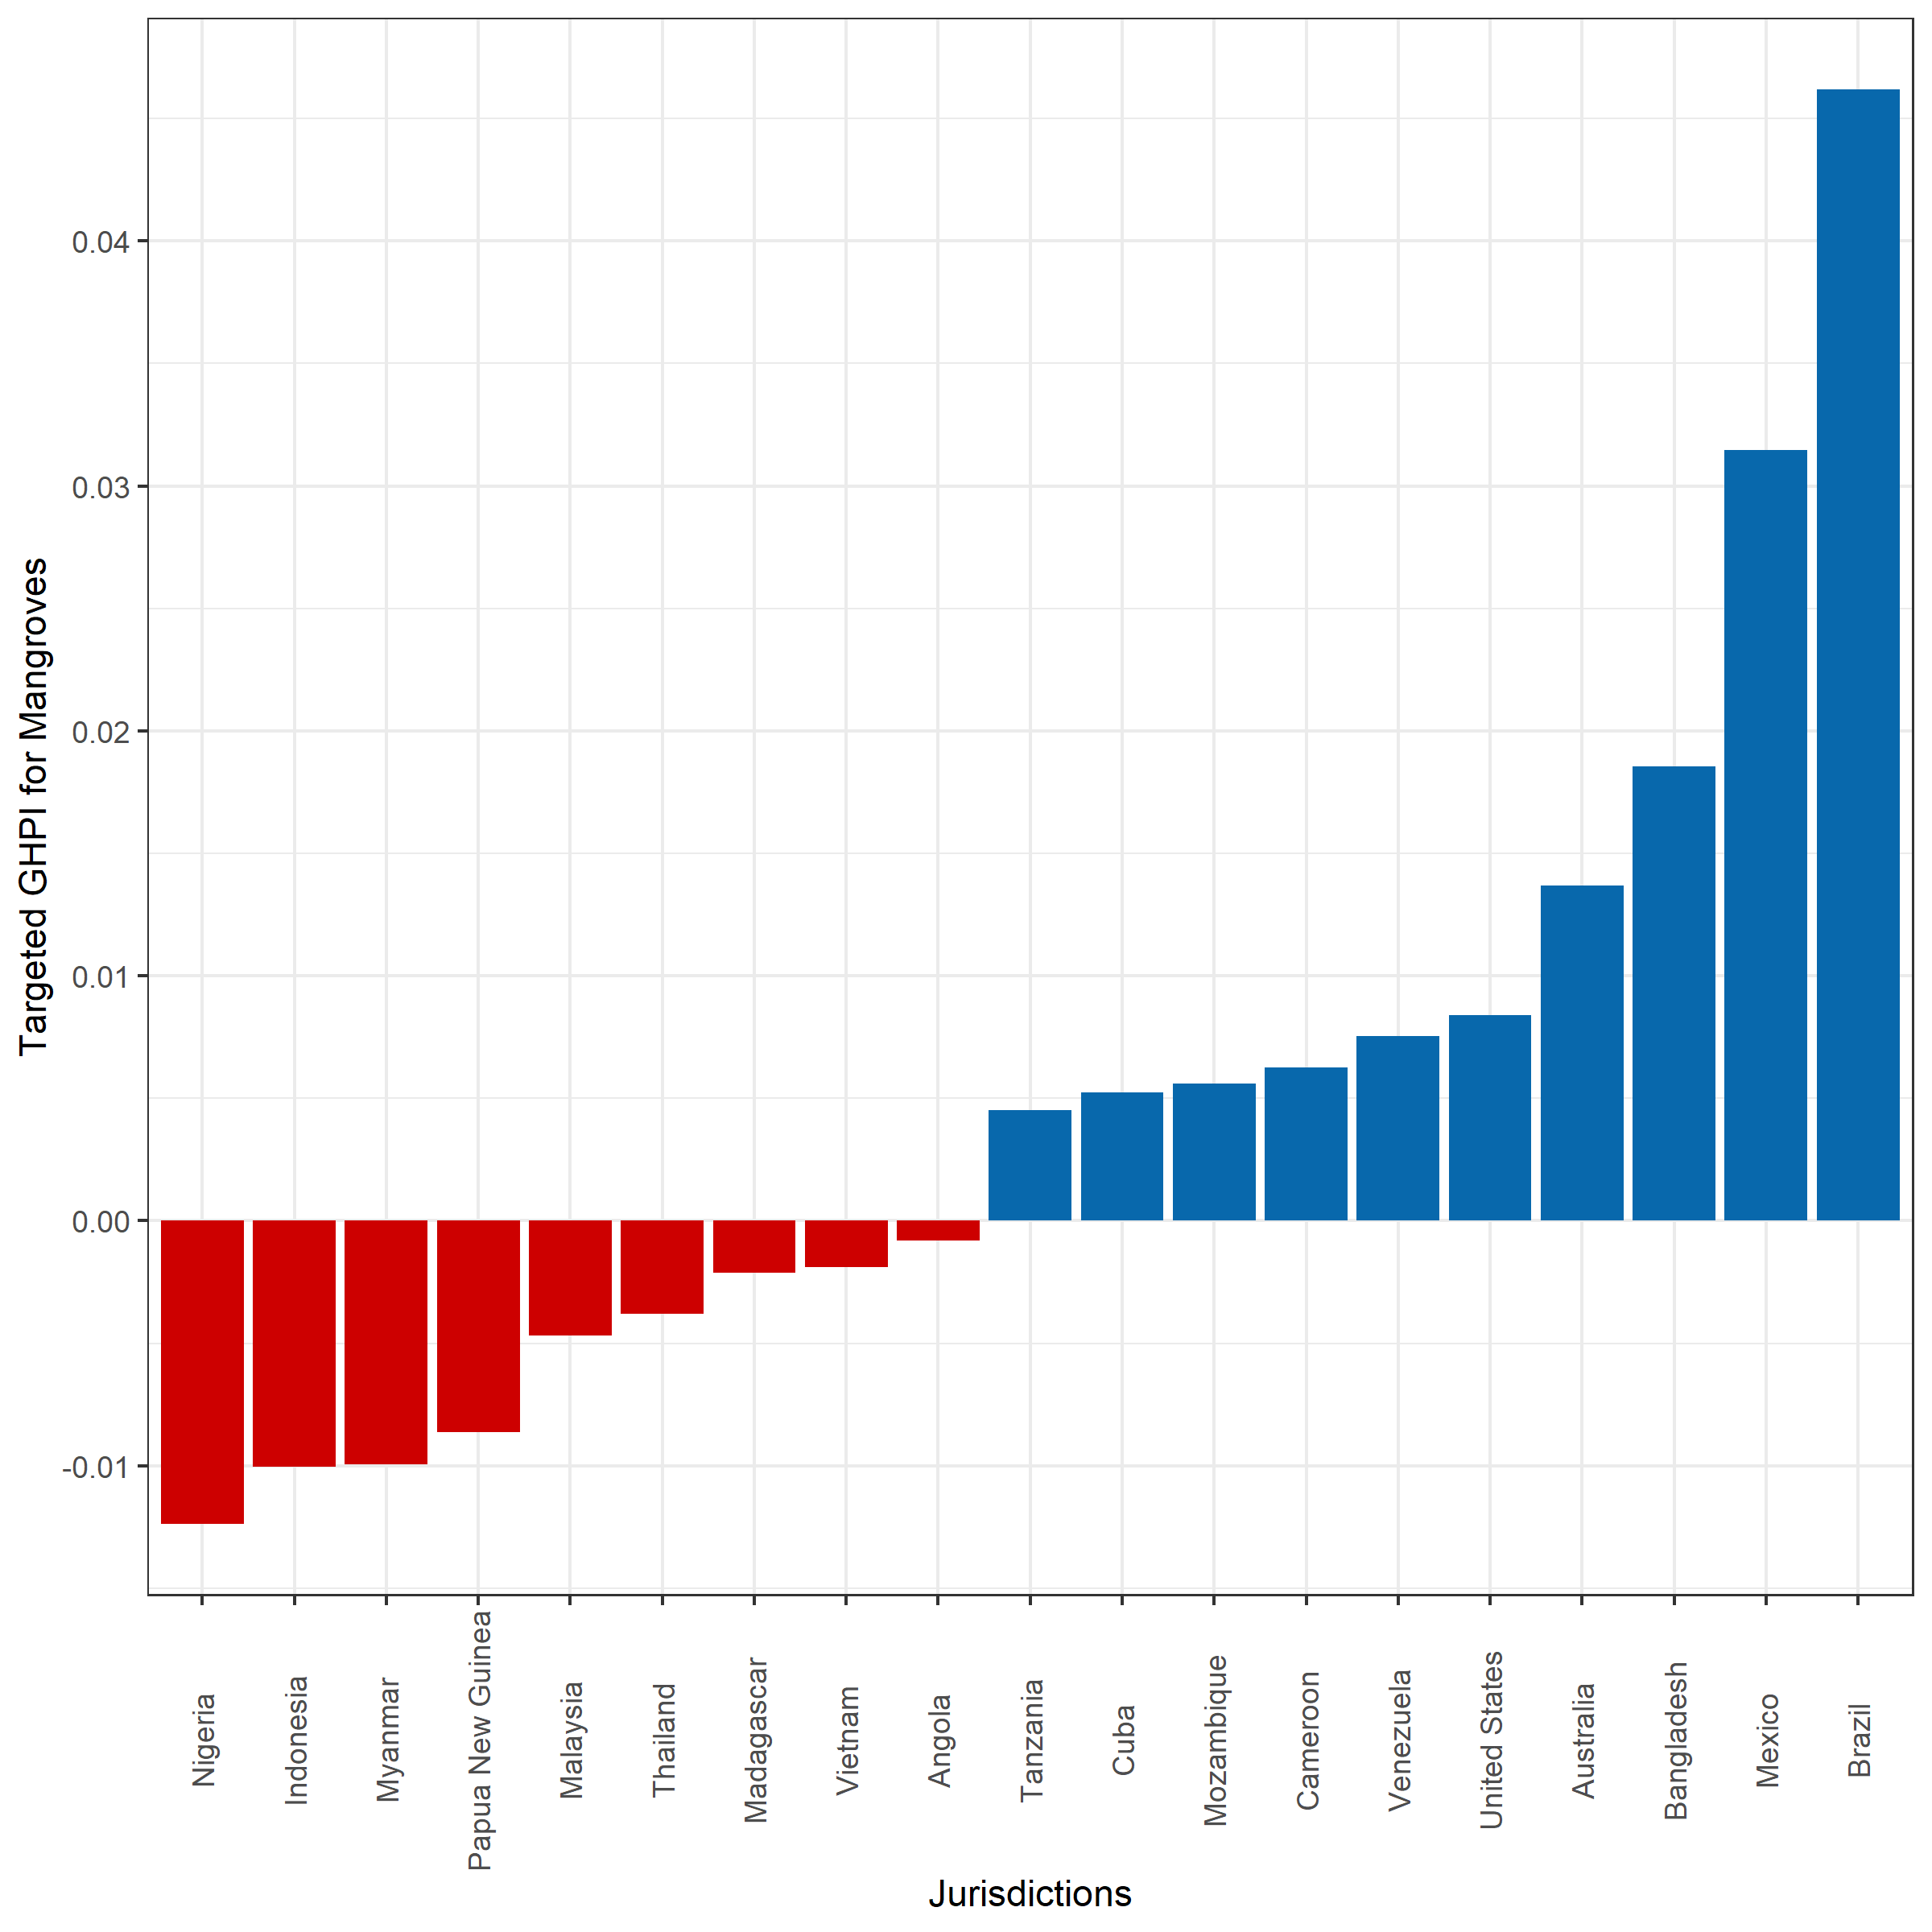 Targeted GHPI for Mangroves
0.04
0.03
0.02
0.01
0.00
-0.01
Nigeria
Indonesia
Myanmar
Papua New Guinea
Malaysia
Thailand
Madagascar
Vietnam
Angola
Tanzania
Cuba
Mozambique
Cameroon
Venezuela
United States
Australia
Bangladesh
Mexico
Brazil
Jurisdictions